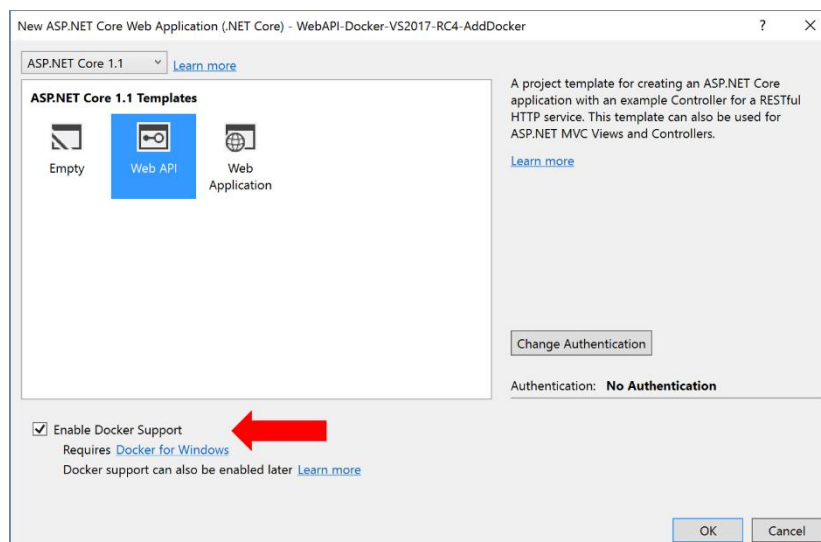 New ASP.NET Core Web Application (.NET Core) - WebAPI-Docker-VS2017-RC4-AddDocker
ASP.NET Core 1.1
Learn more
ASP.NET Core 1.1 Templates
Empty
Web API
Web
Application
A project template for creating an ASP.NET Core
application with an example Controller for a RESTful
HTTP service. This template can also be used for
ASP.NET MVC Views and Controllers.
Learn more
Change Authentication
Authentication: No Authentication
Enable Docker Support
Requires Docker for Windows
Docker support can also be enabled later Learn more
OK
Cancel